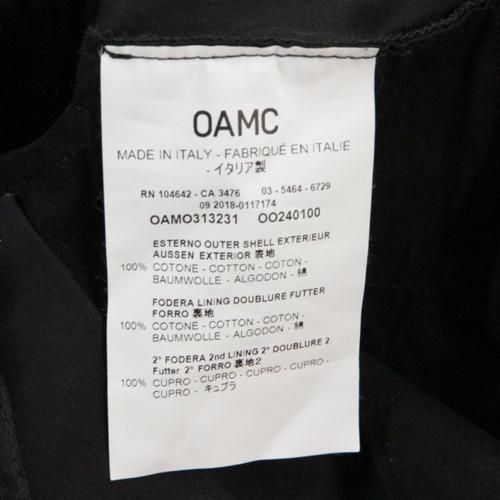 OAMC
MADE IN ITALY - FABRIQUÉ EN ITALIE
- イタリア製
RN 104642 - CA 3476 03 - 5464 - 6729
09 2018-0117174
OAMO313231 OO240100
ESTERNO OUTER SHELL EXTERIEUR
AUSSEN EXTERIOR 表地
100% COTONE - COTTON - COTON -
BAUMWOLLE - ALGODON - 綿
FODERA LINING DOUBLURE FUTTER
FORRO 裏地
100% COTONE - COTTON - COTON -
BAUMWOLLE - ALGODON - 綿
2° FODERA 2nd LINING 2° DOUBLURE 2.
Futter 2° FORRO 裏地2
100% CUPRO - CUPRO - CUPRO - CUPRO -
CUPRO - キュプラ